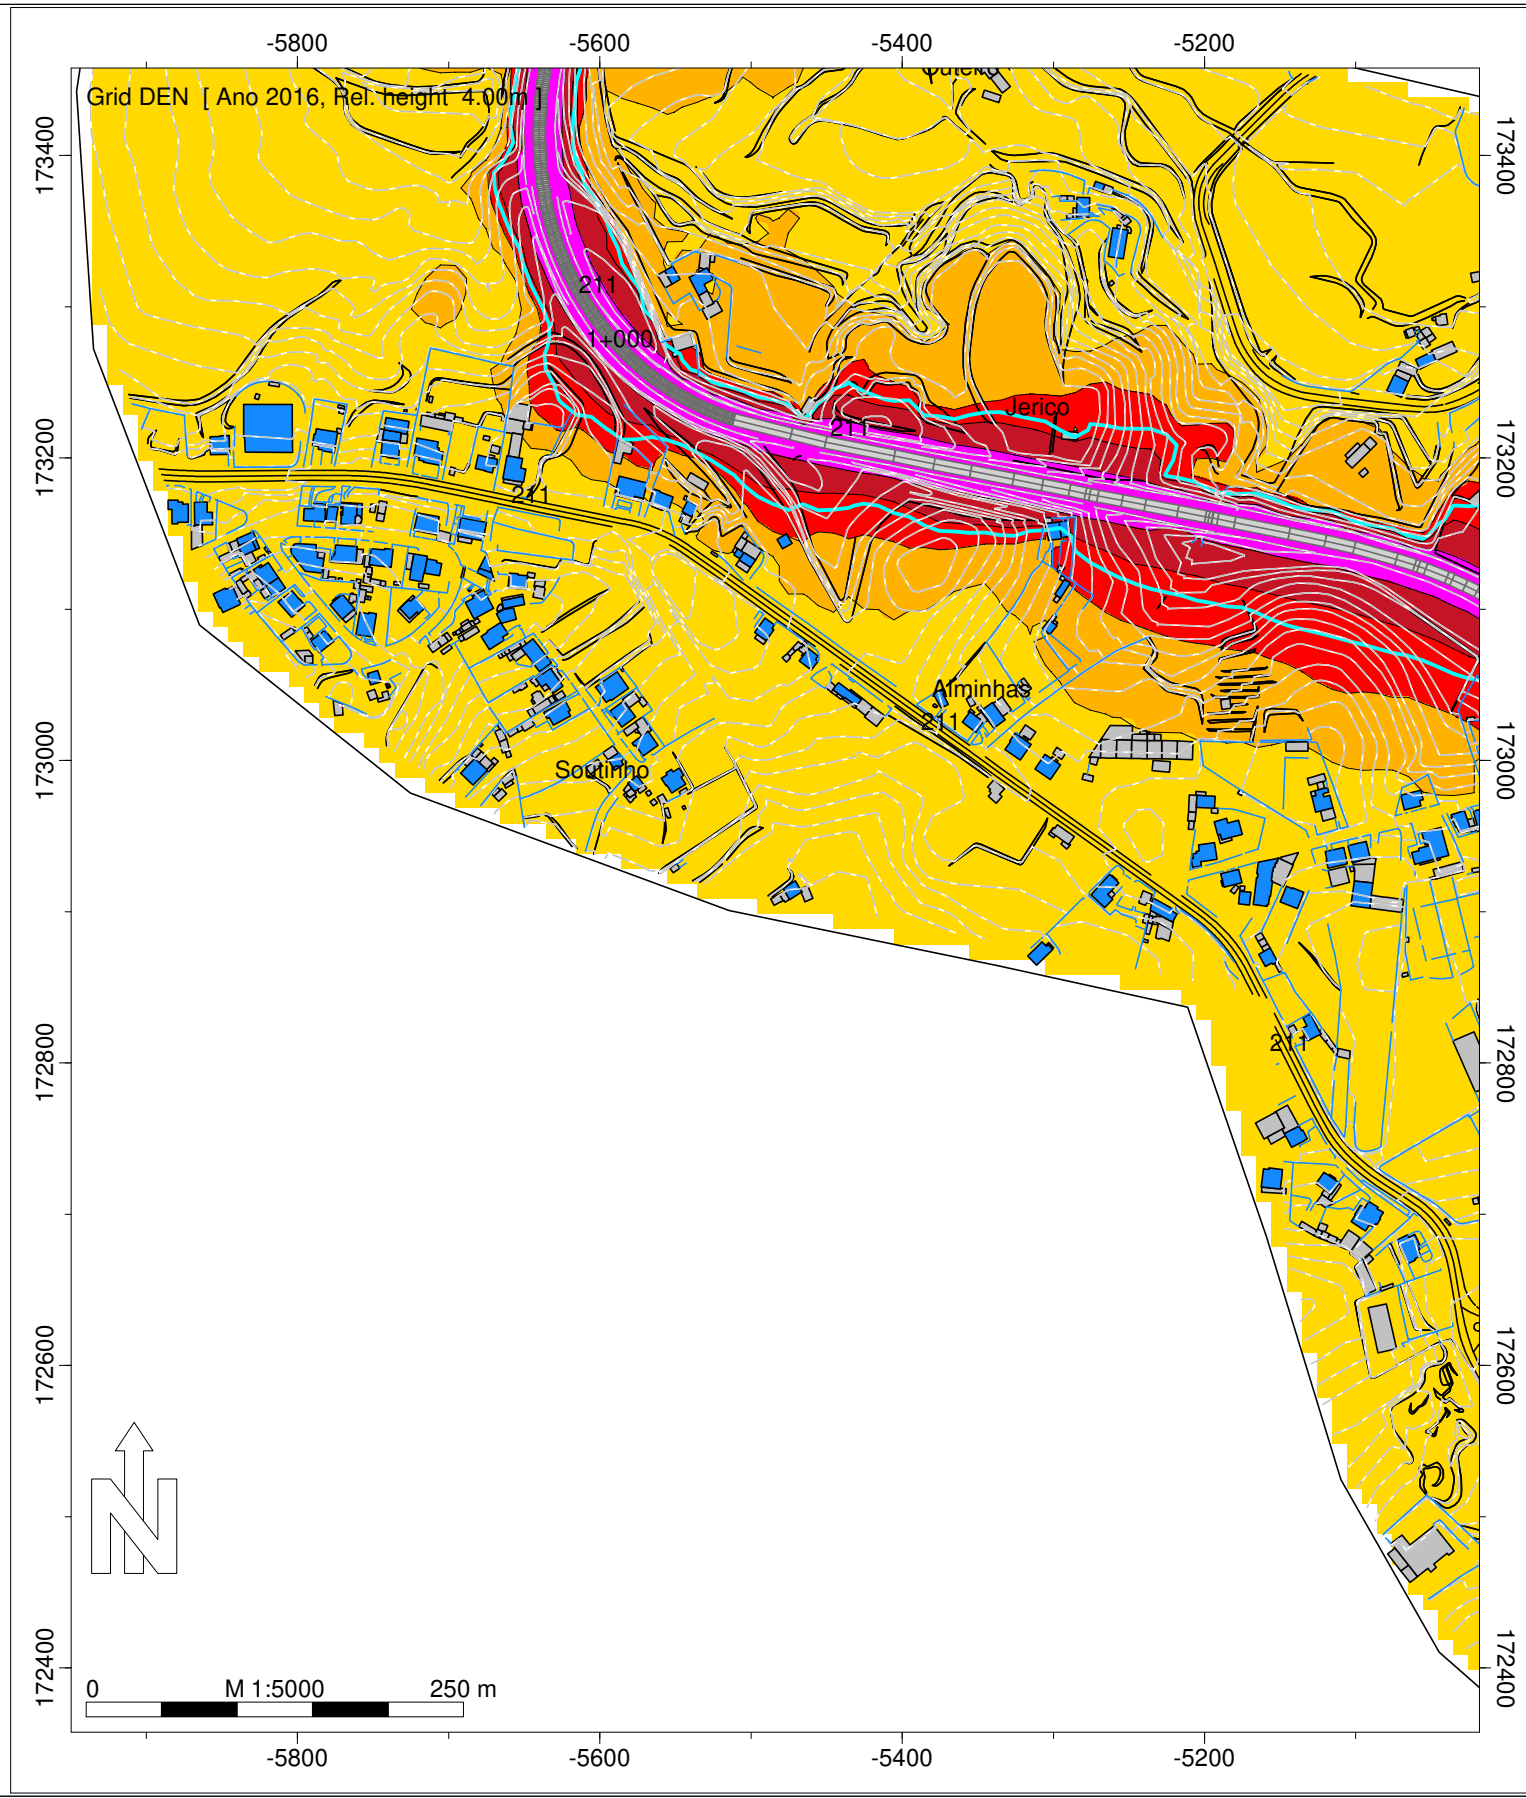 -5800 -5600 -5400 -5200
Outeiro
Grid DEN [ Ano 2016, Rel. height 4.00m ]
173400 173400
211
1+000
Jerico
211
173200 173200
211
Alminhas
211
173000 173000
Soutinho
211
172800 172800
172600 172600
172400 172400
0 M 1:5000 250 m
-5800 -5600 -5400 -5200
N